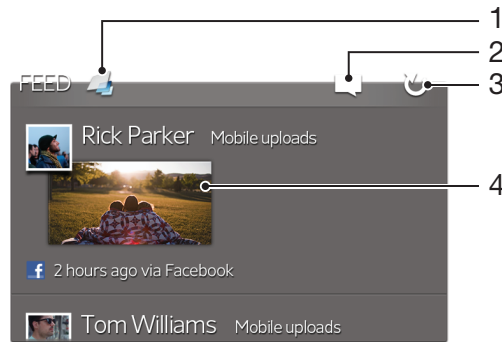 1
2
3
FEED
Rick Parker Mobile uploads
4
f 2 hours ago via Facebook
Tom Williams Mobile uploads